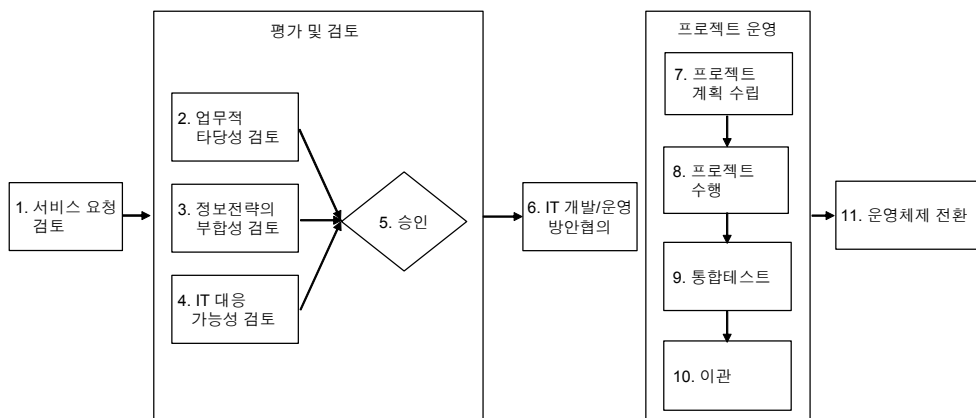 평가 및 검토
프로젝트 운영
1. 서비스 요청
검토
2. 업무적
타당성 검토
3. 정보전략의
부합성 검토
4. IT 대응
가능성 검토
5. 승인
6. IT 개발/운영
방안협의
7. 프로젝트
계획 수립
8. 프로젝트
수행
9. 통합테스트
10. 이관
11. 운영체제 전환